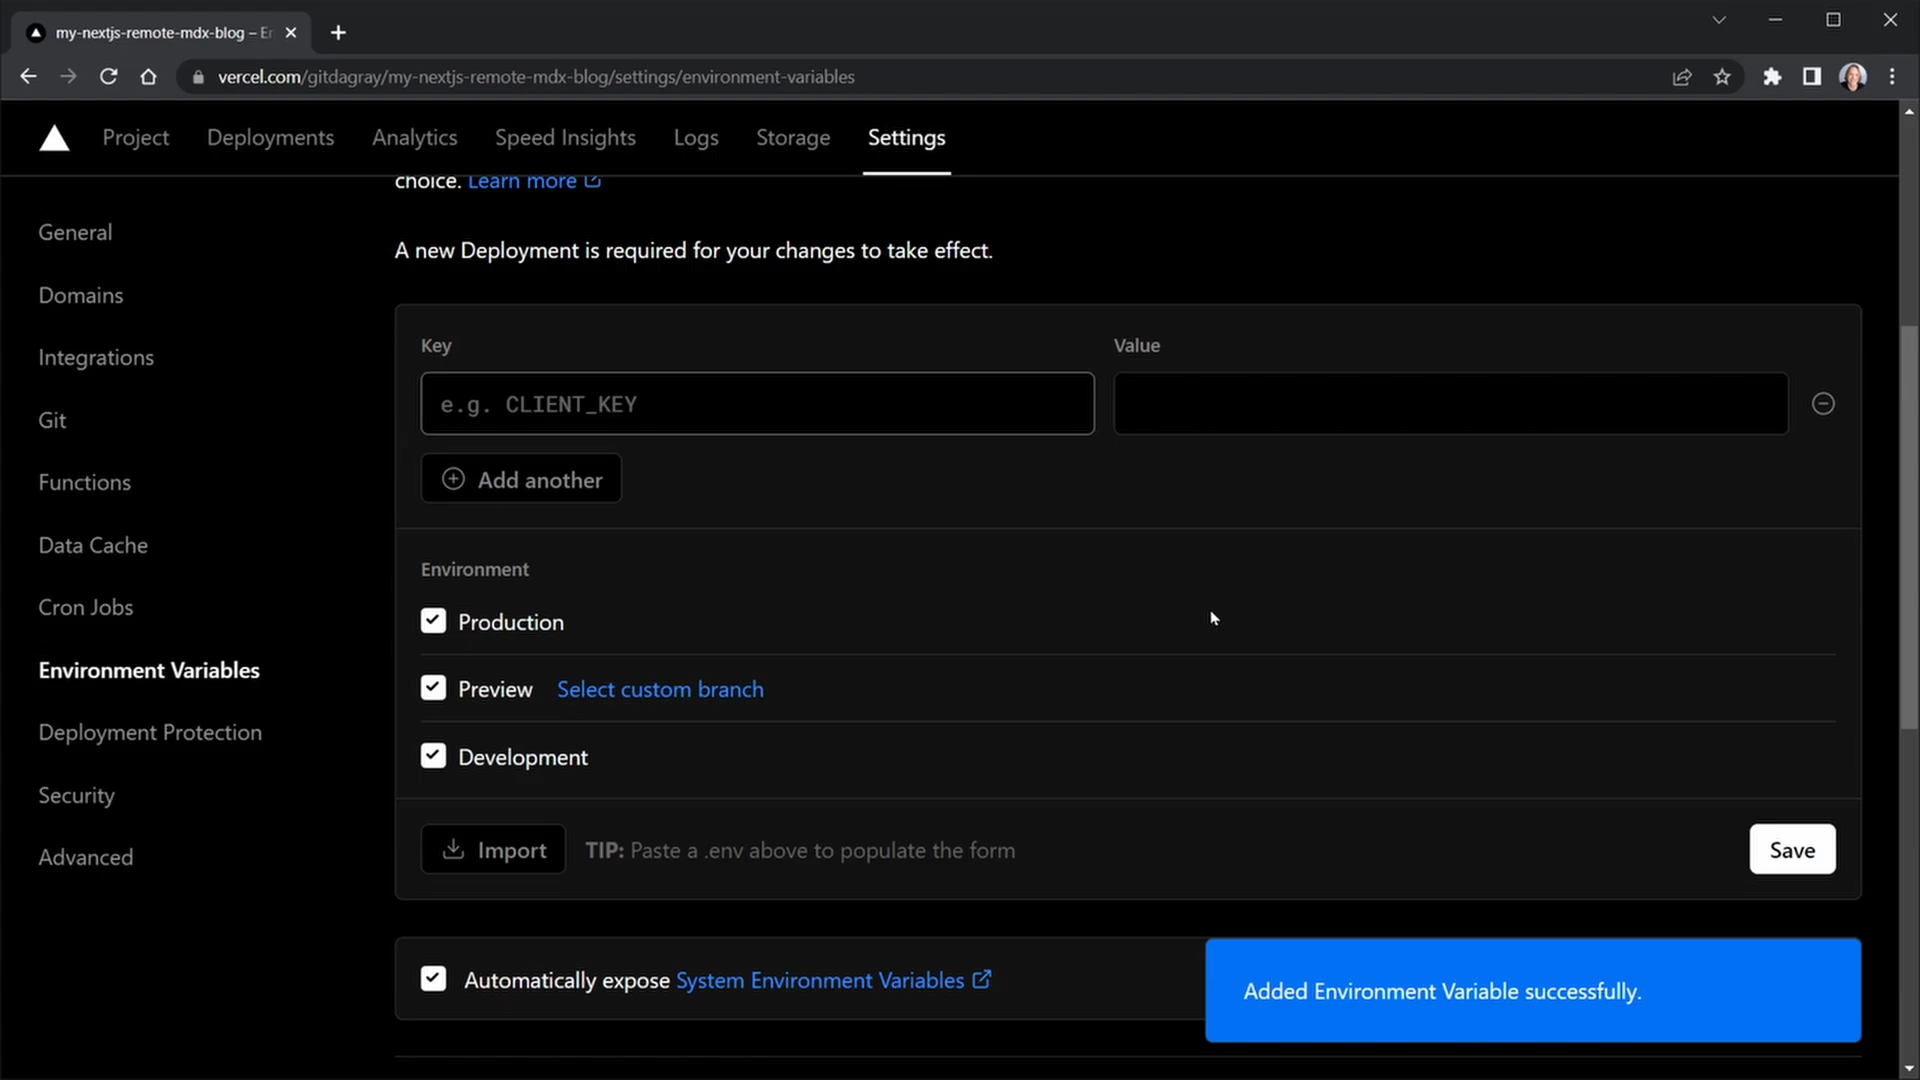 my-nextjs-remote-mdx-blog – En
vercel.com/gitdagray/my-nextjs-remote-mdx-blog/settings/environment-variables
Project Deployments Analytics Speed Insights Logs Storage Settings
choice. Learn more
General
A new Deployment is required for your changes to take effect.
Domains
Integrations
Git
Functions
Data Cache
Cron Jobs
Environment Variables
Deployment Protection
Security
Advanced
Key Value
e.g. CLIENT_KEY
Add another
Environment
Production
Preview Select custom branch
Development
Import TIP: Paste a .env above to populate the form Save
Automatically expose System Environment Variables
Added Environment Variable successfully.